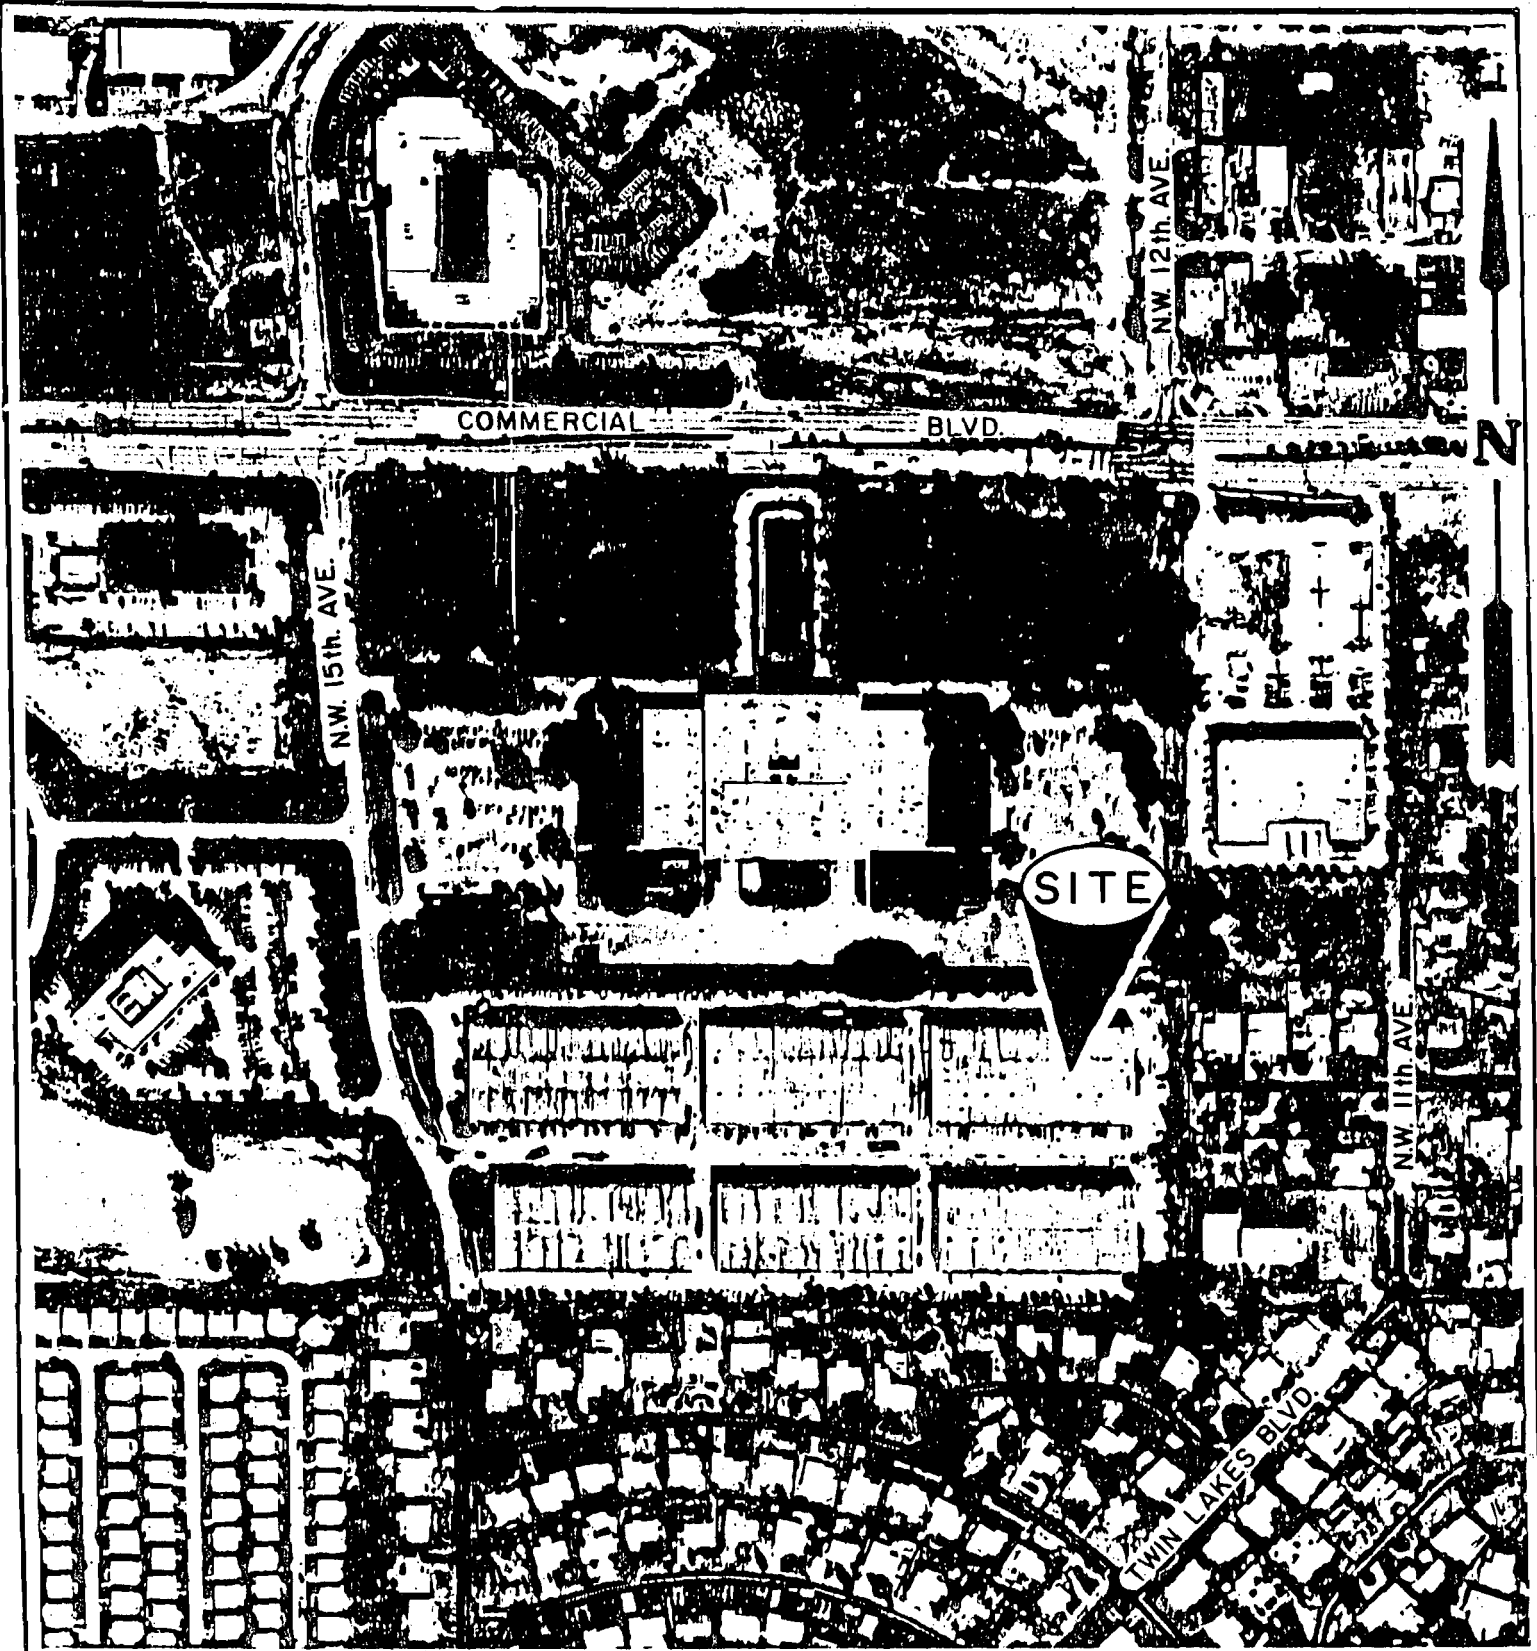 N.W. 12th. AVE.
COMMERCIAL BLVD.
N
N.W. 15th. AVE.
SITE
N.W. 11th. AVE.
TWIN LAKES BLVD.